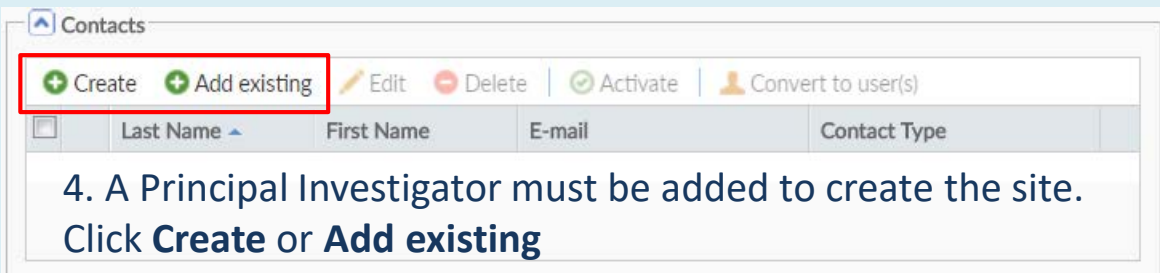 Contacts
Create Add existing Edit Delete Activate Convert to user(s)
Last Name First Name E-mail Contact Type
4. A Principal Investigator must be added to create the site.
Click Create or Add existing